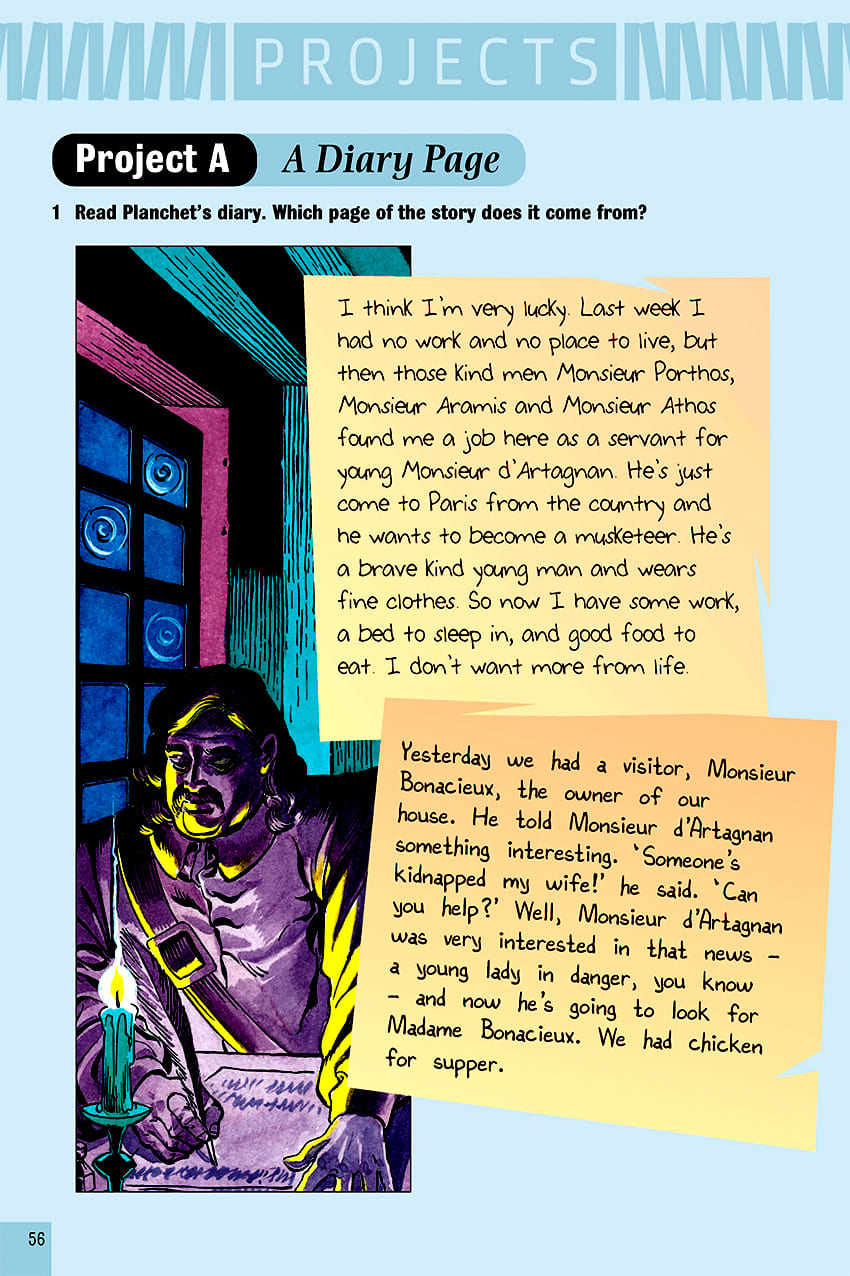 PROJECTS
Project A A Diary Page
1 Read Planchet's diary. Which page of the story does it come from?
I think I'm very lucky. Last week I
had no work and no place to live, but
then those kind men Monsieur Porthos,
Monsieur Aramis and Monsieur Athos
found me a job here as a servant for
young Monsieur d'Artagnan. He's just
come to Paris from the country and
he wants to become a musketeer. He's
a brave kind young man and wears
fine clothes. So now I have some work,
a bed to sleep in, and good food to
eat. I don't want more from life.
Yesterday we had a visitor, Monsieur
Bonacieux, the owner of our
house. He told Monsieur d'Artagnan
something interesting. 'Someone's
kidnapped my wife!' he said. 'Can
you help?' Well, Monsieur d'Artagnan
was very interested in that news –
a young lady in danger, you know
– and now he's going to look for
Madame Bonacieux. We had chicken
for supper.
56